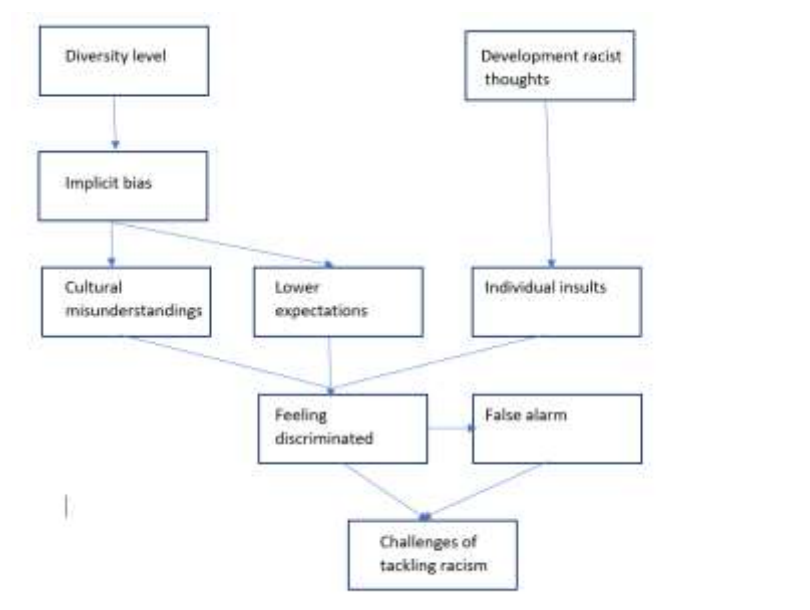 Diversity level
Development racist
thoughts
Implicit bias
Cultural
misunderstandings
Lower
expectations
Individual insults
Feeling
discriminated
False alarm
Challenges of
tackling racism